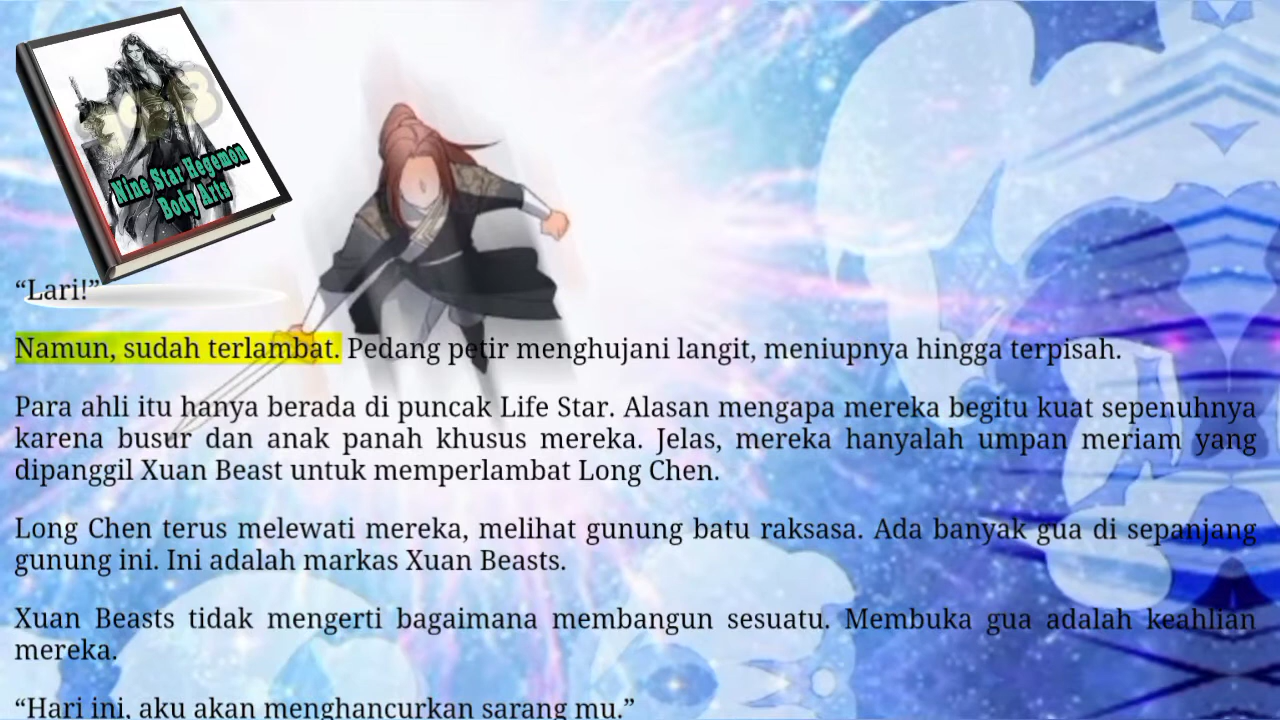 Nine Star Hegemon
Body Arts
“Lari!”
Namun, sudah terlambat. Pedang petir menghujani langit, meniupnya hingga terpisah.
Para ahli itu hanya berada di puncak Life Star. Alasan mengapa mereka begitu kuat sepenuhnya
karena busur dan anak panah khusus mereka. Jelas, mereka hanyalah umpan meriam yang
dipanggil Xuan Beast untuk memperlambat Long Chen.
Long Chen terus melewati mereka, melihat gunung batu raksasa. Ada banyak gua di sepanjang
gunung ini. Ini adalah markas Xuan Beasts.
Xuan Beasts tidak mengerti bagaimana membangun sesuatu. Membuka gua adalah keahlian
mereka.
“Hari ini, aku akan menghancurkan sarang mu.”